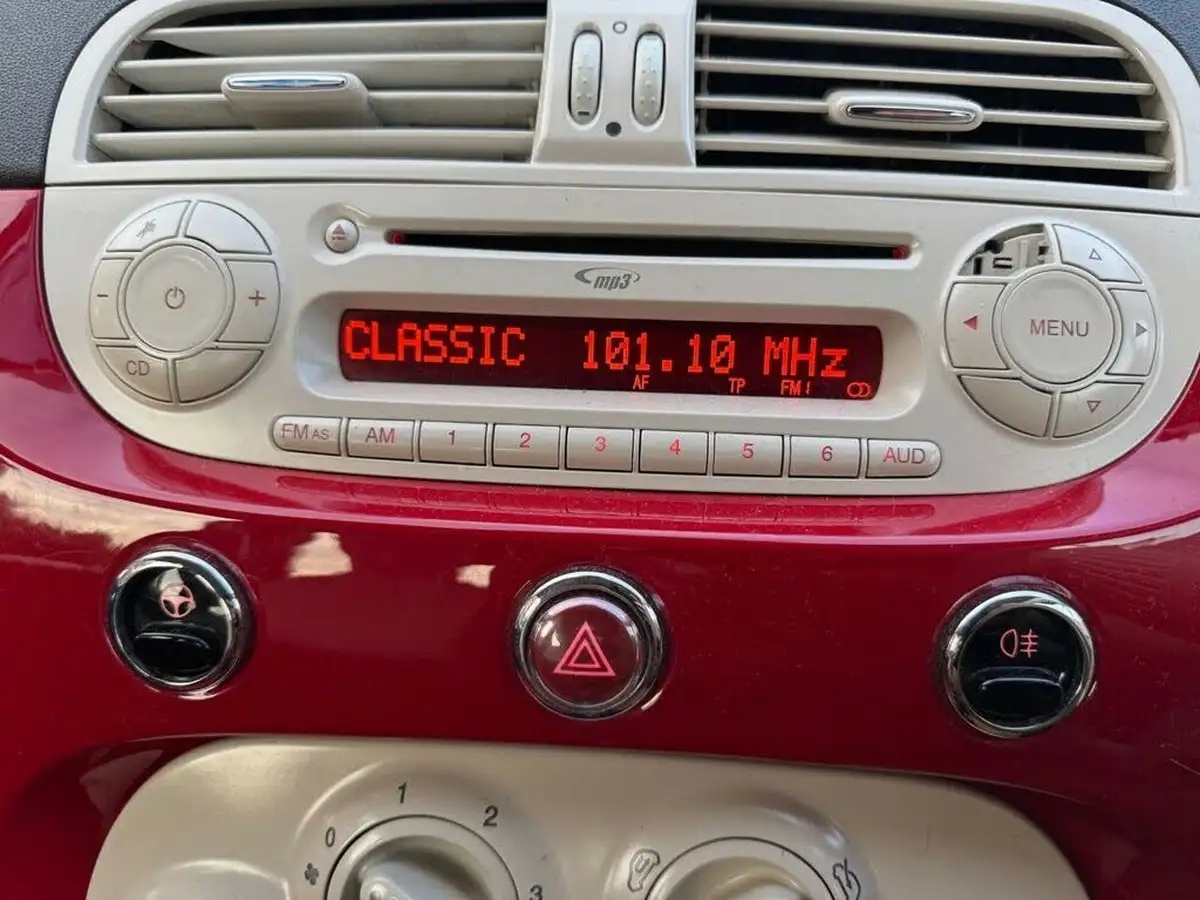 mp3
CLASSIC 101.10 MHz
AF TP FM1
MENU
CD
FM AS AM 1 2 3 4 5 6 AUD
0 1 2 3